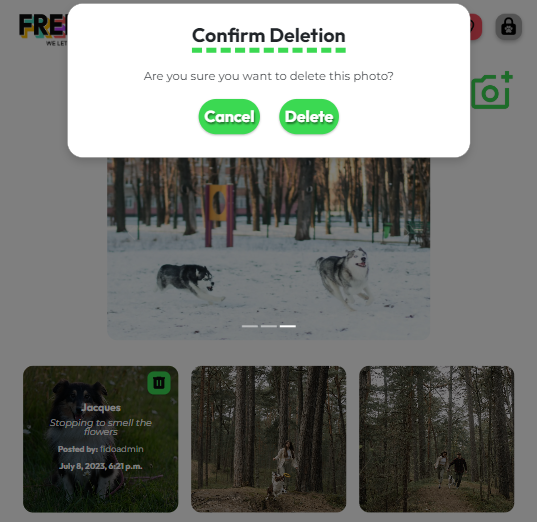 FRE
WE LET
Confirm Deletion
Are you sure you want to delete this photo?
Cancel
Delete
Jacques
Stopping to smell the
flowers
Posted by: fidoadmin
July 8, 2023, 6:21 p.m.